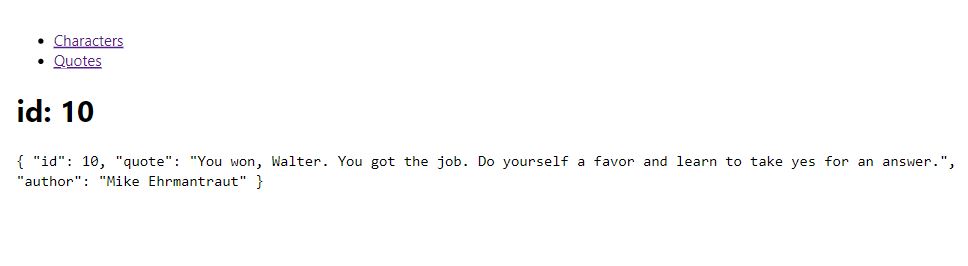 Characters
Quotes
id: 10
{ "id": 10, "quote": "You won, Walter. You got the job. Do yourself a favor and learn to take yes for an answer.",
"author": "Mike Ehrmantraut" }